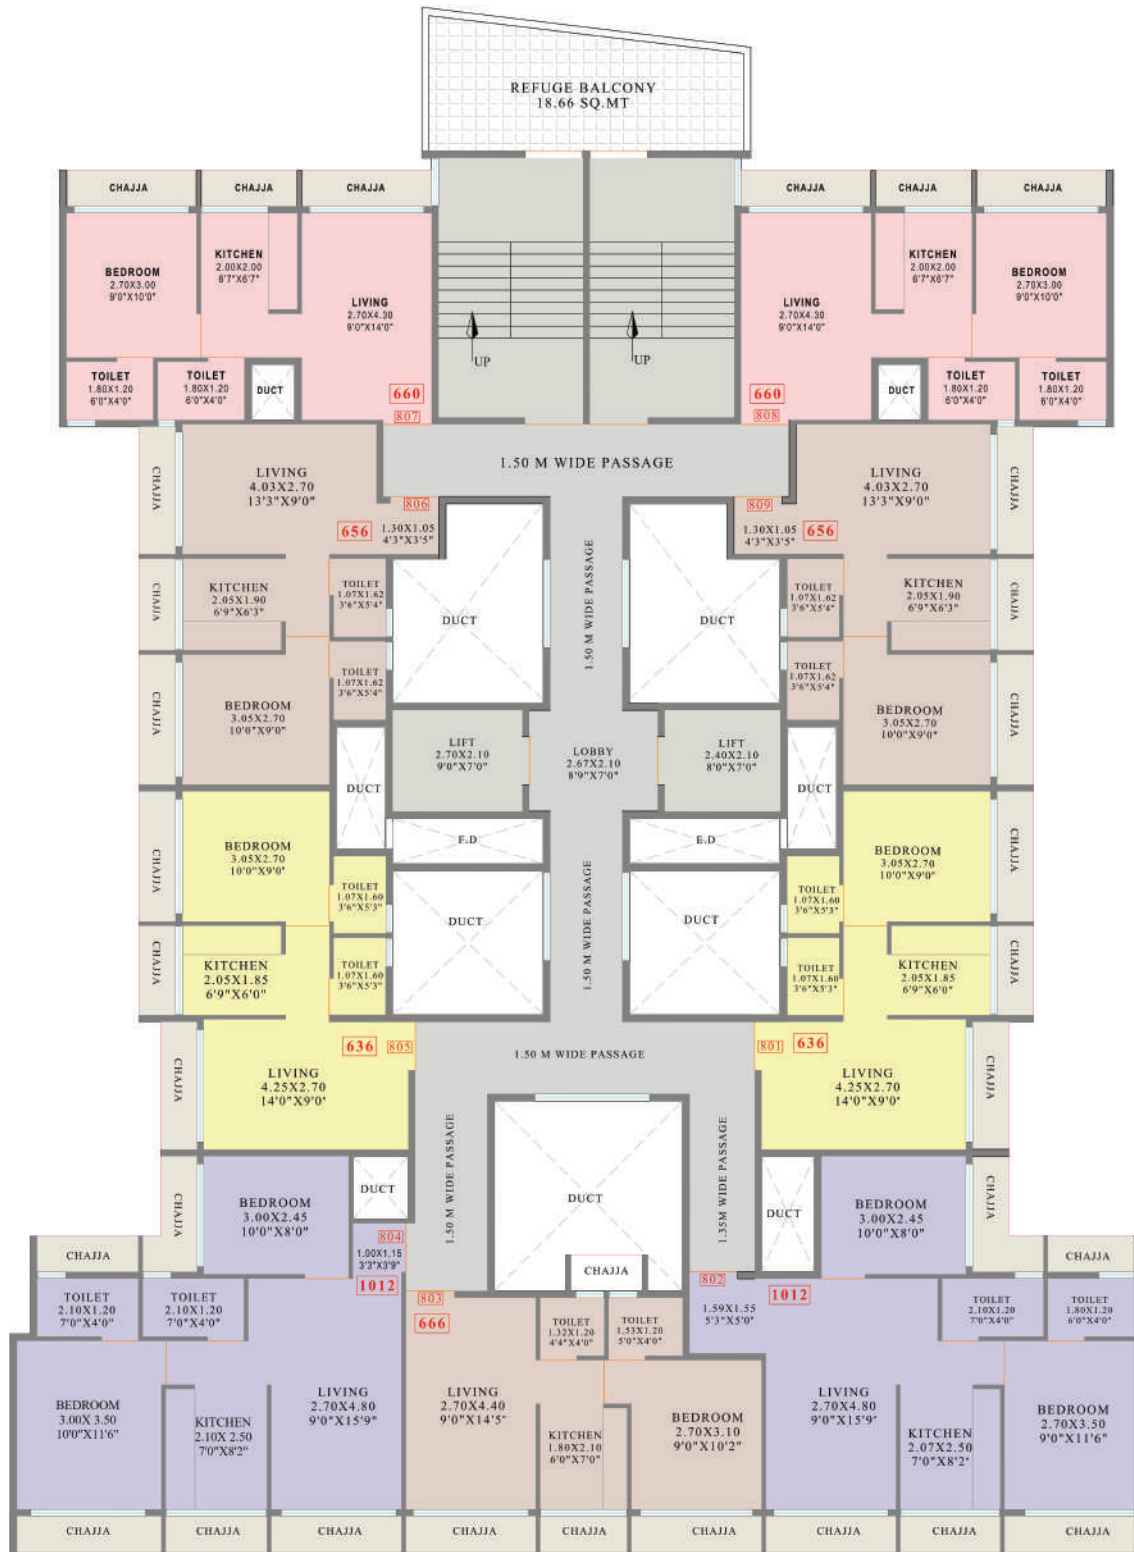 REFUGE BALCONY
18.66 SQ.MT
CHAJJA
CHAJJA
CHAJJA
CHAJJA
CHAJJA
CHAJJA
BEDROOM
2.70X3.00
9'0"X10'0"
KITCHEN
2.00X2.00
6'7"X6'7"
LIVING
2.70X4.30
9'0"X14'0"
TOILET
1.80X1.20
6'0"X4'0"
TOILET
1.80X1.20
6'0"X4'0"
DUCT
660
807
UP
UP
LIVING
2.70X4.30
9'0"X14'0"
KITCHEN
2.00X2.00
6'7"X6'7"
BEDROOM
2.70X3.00
9'0"X10'0"
DUCT
TOILET
1.80X1.20
6'0"X4'0"
TOILET
1.80X1.20
6'0"X4'0"
660
808
1.50 M WIDE PASSAGE
CHAJJA
LIVING
4.03X2.70
13'3"X9'0"
806
656
1.30X1.05
4'3"X3'5"
809
1.30X1.05
4'3"X3'5"
656
LIVING
4.03X2.70
13'3"X9'0"
CHAJJA
CHAJJA
KITCHEN
2.05X1.90
6'9"X6'3"
TOILET
1.07X1.62
3'6"X5'4"
DUCT
1.50 M WIDE PASSAGE
DUCT
TOILET
1.07X1.62
3'6"X5'4"
KITCHEN
2.05X1.90
6'9"X6'3"
CHAJJA
CHAJJA
BEDROOM
3.05X2.70
10'0"X9'0"
TOILET
1.07X1.62
3'6"X5'4"
TOILET
1.07X1.62
3'6"X5'4"
BEDROOM
3.05X2.70
10'0"X9'0"
CHAJJA
DUCT
LIFT
2.70X2.10
9'0"X7'0"
LOBBY
2.67X2.10
8'9"X7'0"
LIFT
2.40X2.10
8'0"X7'0"
DUCT
F.D
E.D
CHAJJA
BEDROOM
3.05X2.70
10'0"X9'0"
TOILET
1.07X1.60
3'6"X5'3"
DUCT
1.50 M WIDE PASSAGE
DUCT
TOILET
1.07X1.60
3'6"X5'3"
BEDROOM
3.05X2.70
10'0"X9'0"
CHAJJA
CHAJJA
KITCHEN
2.05X1.85
6'9"X6'0"
TOILET
1.07X1.60
3'6"X5'3"
TOILET
1.07X1.60
3'6"X5'3"
KITCHEN
2.05X1.85
6'9"X6'0"
CHAJJA
CHAJJA
LIVING
4.25X2.70
14'0"X9'0"
636
805
1.50 M WIDE PASSAGE
801
636
LIVING
4.25X2.70
14'0"X9'0"
CHAJJA
CHAJJA
BEDROOM
3.00X2.45
10'0"X8'0"
DUCT
1.50 M WIDE PASSAGE
DUCT
1.35M WIDE PASSAGE
DUCT
BEDROOM
3.00X2.45
10'0"X8'0"
CHAJJA
804
1.00X1.15
3'3"X3'9"
1012
CHAJJA
CHAJJA
802
1012
1.59X1.55
5'3"X5'0"
CHAJJA
TOILET
2.10X1.20
7'0"X4'0"
TOILET
2.10X1.20
7'0"X4'0"
803
666
TOILET
1.32X1.20
4'4"X4'0"
TOILET
1.53X1.20
5'0"X4'0"
TOILET
2.10X1.20
7'0"X4'0"
TOILET
1.80X1.20
6'0"X4'0"
BEDROOM
3.00X 3.50
10'0"X11'6"
KITCHEN
2.10X 2.50
7'0"X8'2"
LIVING
2.70X4.80
9'0"X15'9"
LIVING
2.70X4.40
9'0"X14'5"
KITCHEN
1.80X2.10
6'0"X7'0"
BEDROOM
2.70X3.10
9'0"X10'2"
LIVING
2.70X4.80
9'0"X15'9"
KITCHEN
2.07X2.50
7'0"X8'2"
BEDROOM
2.70X3.50
9'0"X11'6"
CHAJJA
CHAJJA
CHAJJA
CHAJJA
CHAJJA
CHAJJA
CHAJJA
CHAJJA
CHAJJA